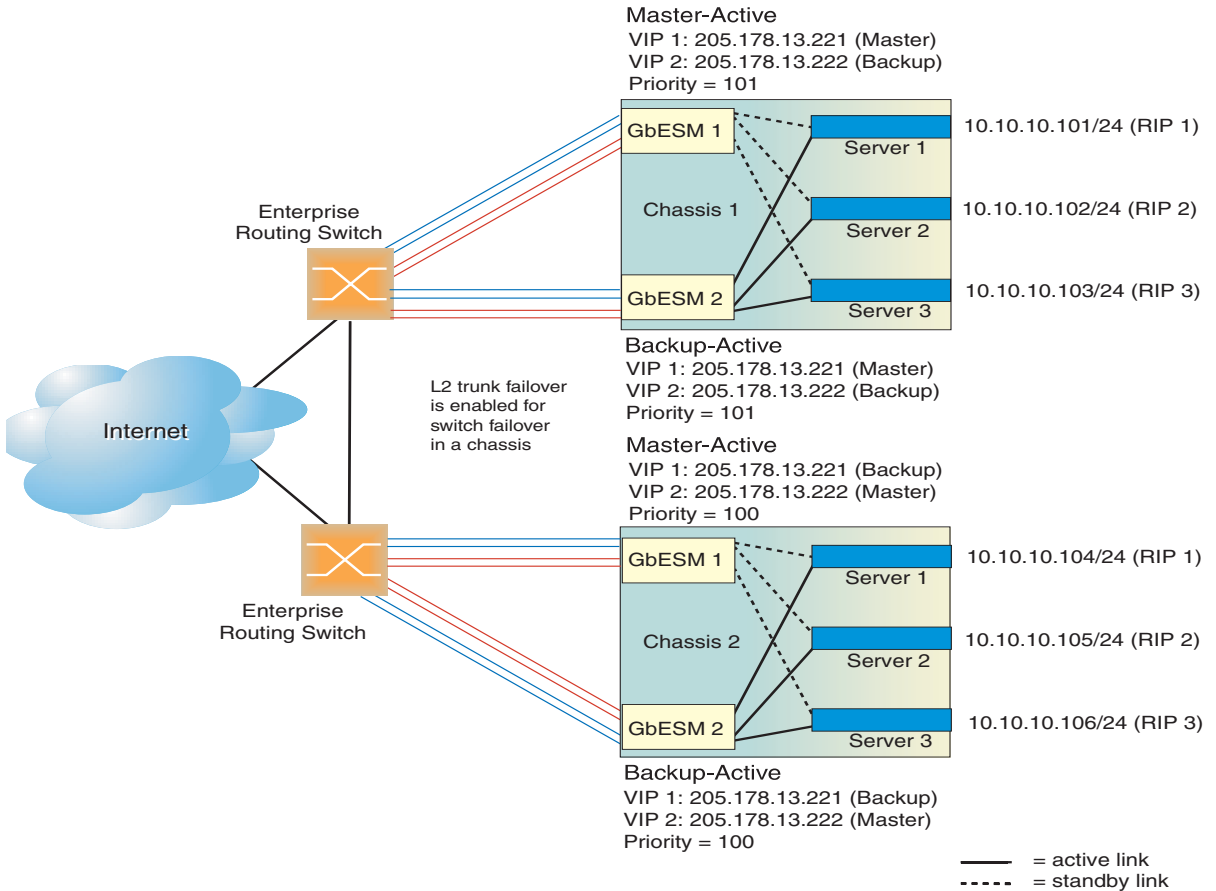 Master-Active
VIP 1: 205.178.13.221 (Master)
VIP 2: 205.178.13.222 (Backup)
Priority = 101
GbESM 1
Server 1
10.10.10.101/24 (RIP 1)
Chassis 1
Server 2
10.10.10.102/24 (RIP 2)
Enterprise
Routing Switch
GbESM 2
Server 3
10.10.10.103/24 (RIP 3)
Backup-Active
VIP 1: 205.178.13.221 (Master)
VIP 2: 205.178.13.222 (Backup)
Priority = 101
L2 trunk failover
is enabled for
switch failover
in a chassis
Internet
Master-Active
VIP 1: 205.178.13.221 (Backup)
VIP 2: 205.178.13.222 (Master)
Priority = 100
GbESM 1
Server 1
10.10.10.104/24 (RIP 1)
Enterprise
Routing Switch
Chassis 2
Server 2
10.10.10.105/24 (RIP 2)
GbESM 2
Server 3
10.10.10.106/24 (RIP 3)
Backup-Active
VIP 1: 205.178.13.221 (Backup)
VIP 2: 205.178.13.222 (Master)
Priority = 100
= active link
= standby link